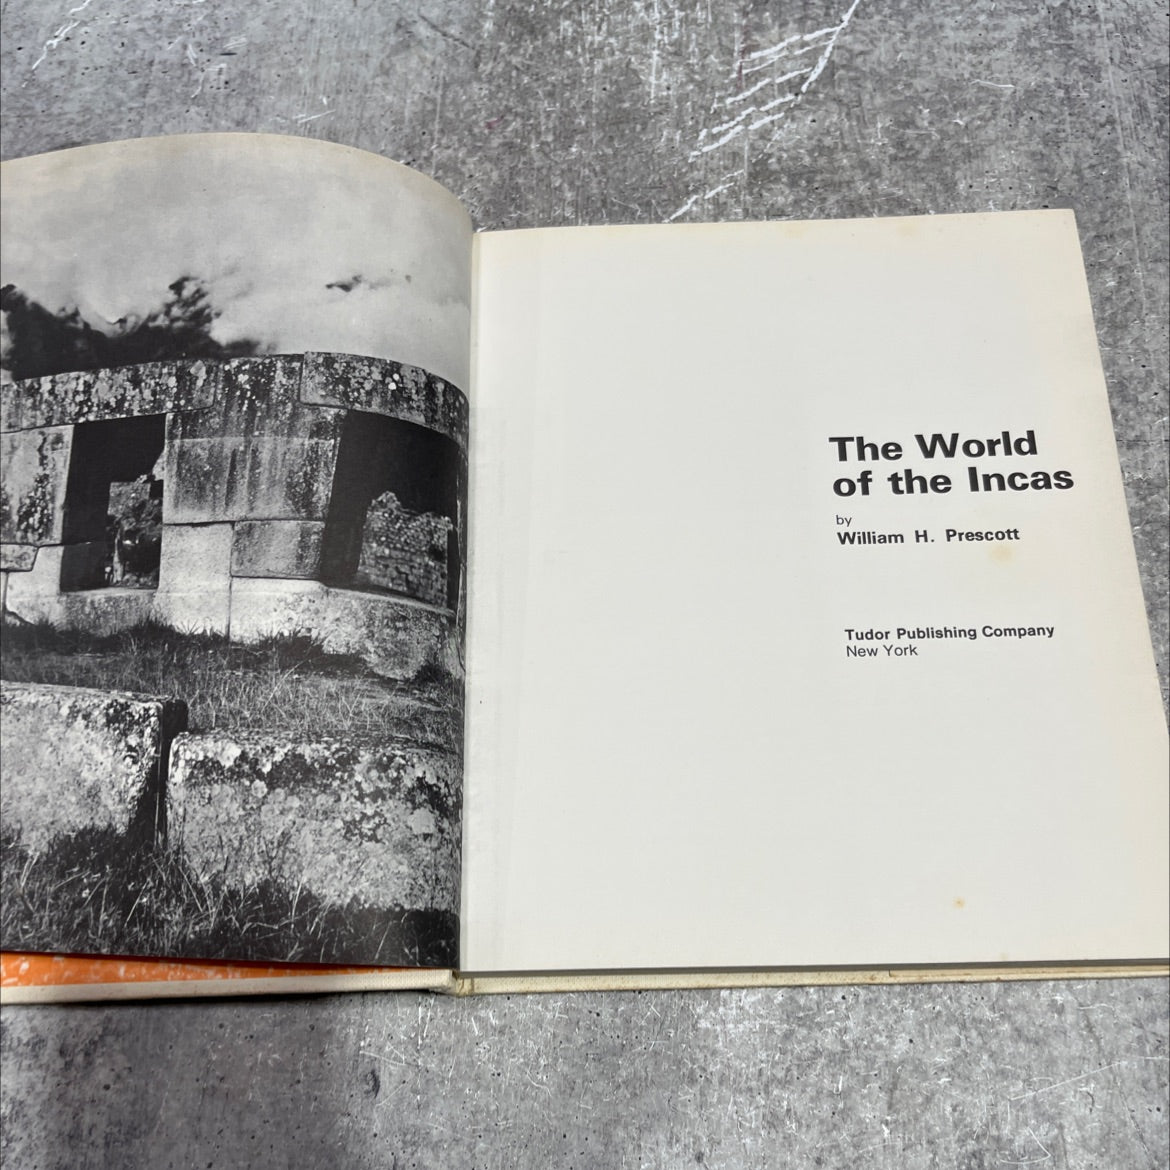 The World
of the Incas
by
William H. Prescott
Tudor Publishing Company
New York